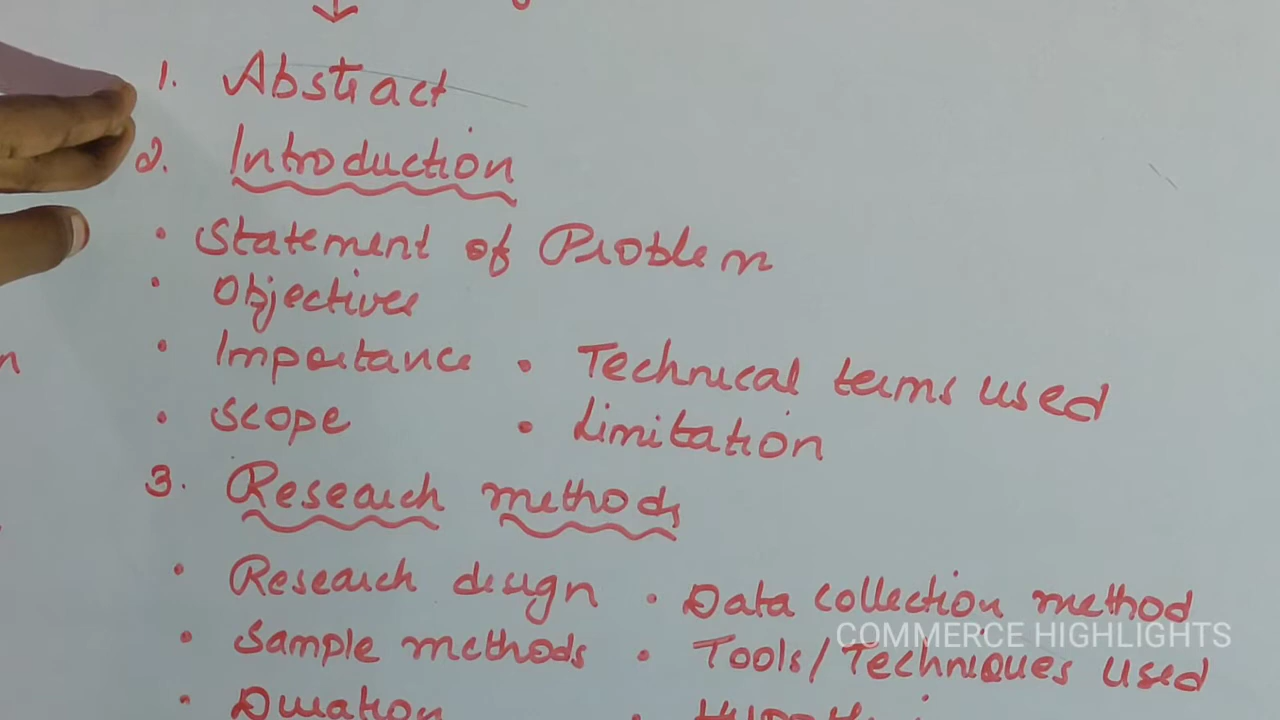 1. Abstract
2. Introduction
• Statement of Problem
• Objectives
• Importance • Technical terms used
• Scope • Limitation
3. Research methods
• Research design • Data collection method
COMMERCE HIGHLIGHTS
• Sample methods • Tools/Techniques used
• Duration